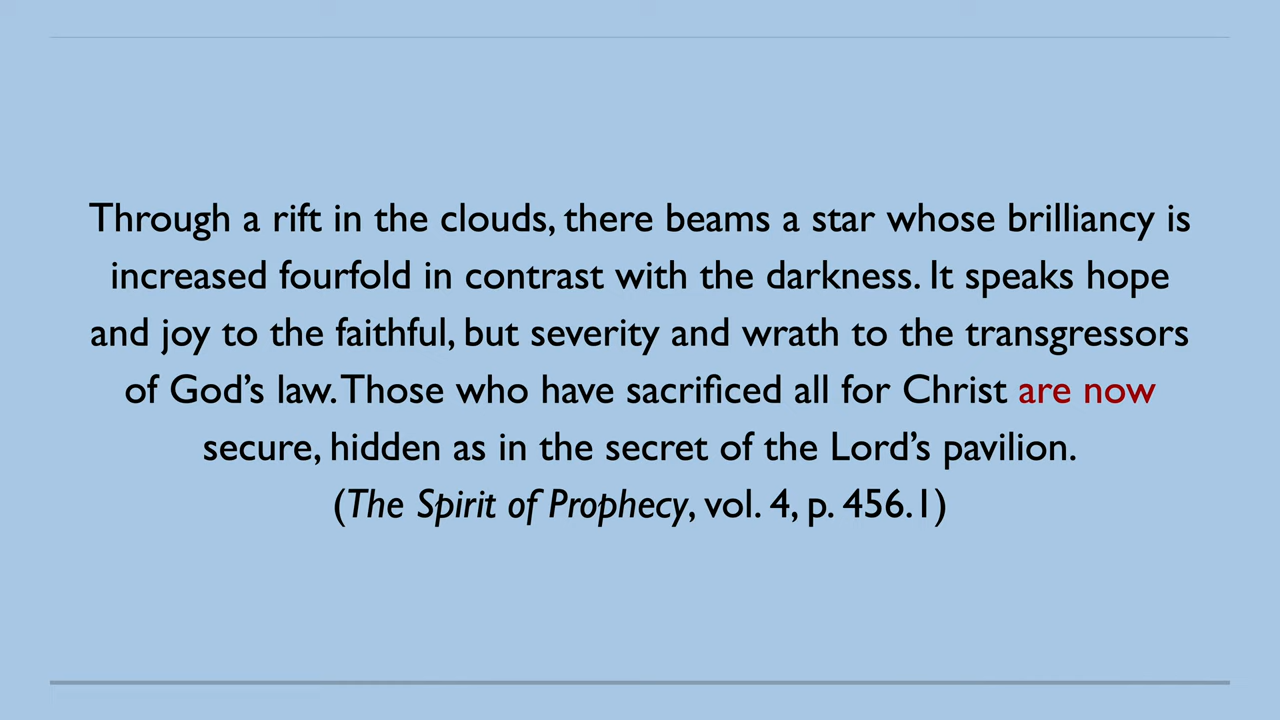 Through a rift in the clouds, there beams a star whose brilliancy is
increased fourfold in contrast with the darkness. It speaks hope
and joy to the faithful, but severity and wrath to the transgressors
of God’s law. Those who have sacrificed all for Christ are now
secure, hidden as in the secret of the Lord’s pavilion.
(The Spirit of Prophecy, vol. 4, p. 456.1)